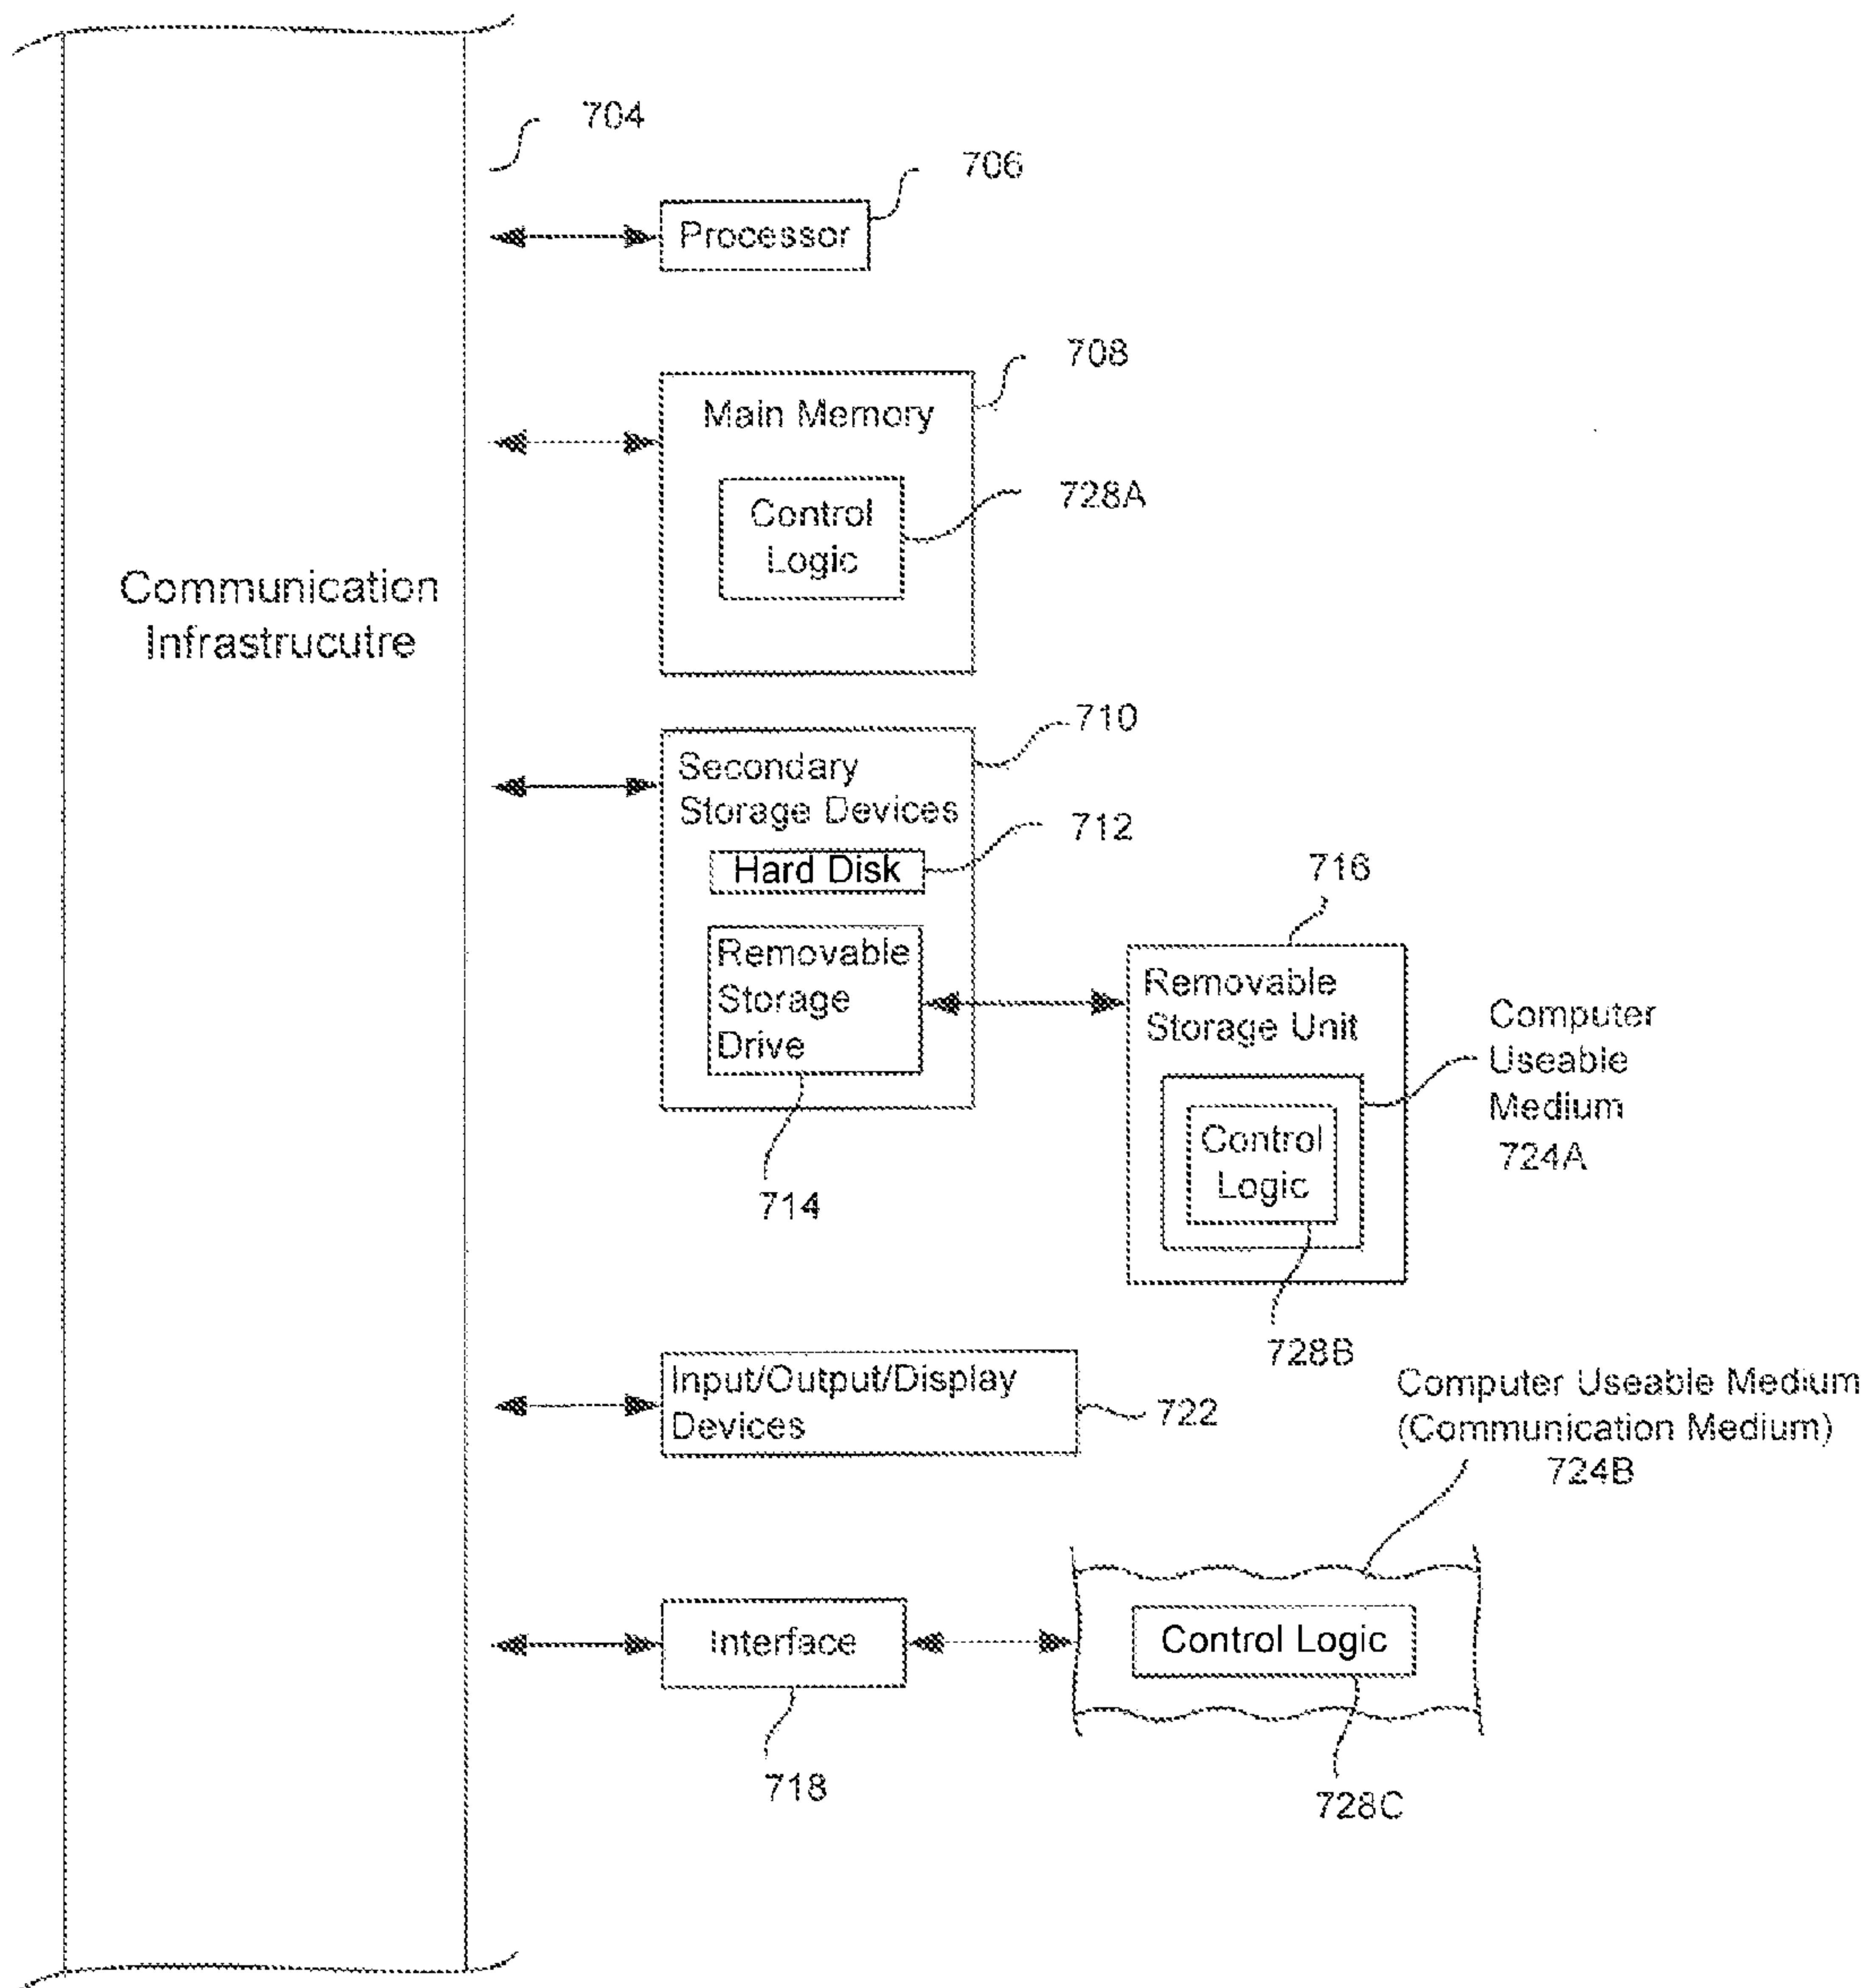 704
706
Processor
708
Main Memory
728A
Control
Logic
Communication
Infrastrucutre
710
Secondary
Storage Devices
712
Hard Disk
716
Removable
Storage
Drive
Removable
Storage Unit
Computer
Useable
Medium
724A
Control
Logic
714
728B
Input/Output/Display
Devices
722
Computer Useable Medium
(Communication Medium)
724B
Interface
Control Logic
718
728C